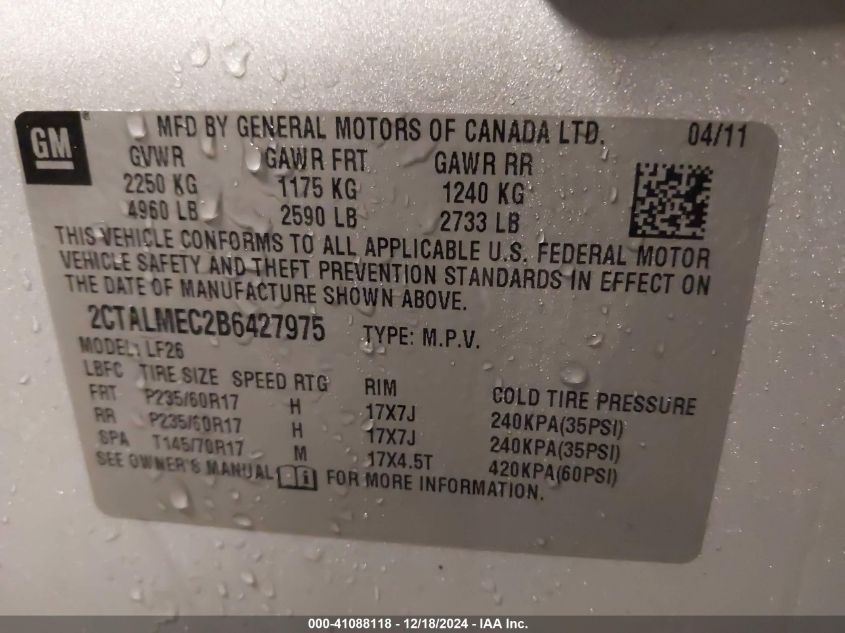 GM ® MFD BY GENERAL MOTORS OF CANADA LTD. 04/11
GVWR GAWR FRT GAWR RR
2250 KG 1175 KG 1240 KG
4960 LB 2590 LB 2733 LB
THIS VEHICLE CONFORMS TO ALL APPLICABLE U.S. FEDERAL MOTOR
VEHICLE SAFETY AND THEFT PREVENTION STANDARDS IN EFFECT ON
THE DATE OF MANUFACTURE SHOWN ABOVE.
2CTALMEC2B6427975 TYPE: M.P.V.
MODEL: LF26
LBFC TIRE SIZE SPEED RTG RIM COLD TIRE PRESSURE
FRT P235/60R17 H 17X7J 240KPA(35PSI)
RR P235/60R17 H 17X7J 240KPA(35PSI)
SPA T145/70R17 M 17X4.5T 420KPA(60PSI)
SEE OWNER'S MANUAL FOR MORE INFORMATION.
000-41088118 - 12/18/2024 - IAA Inc.